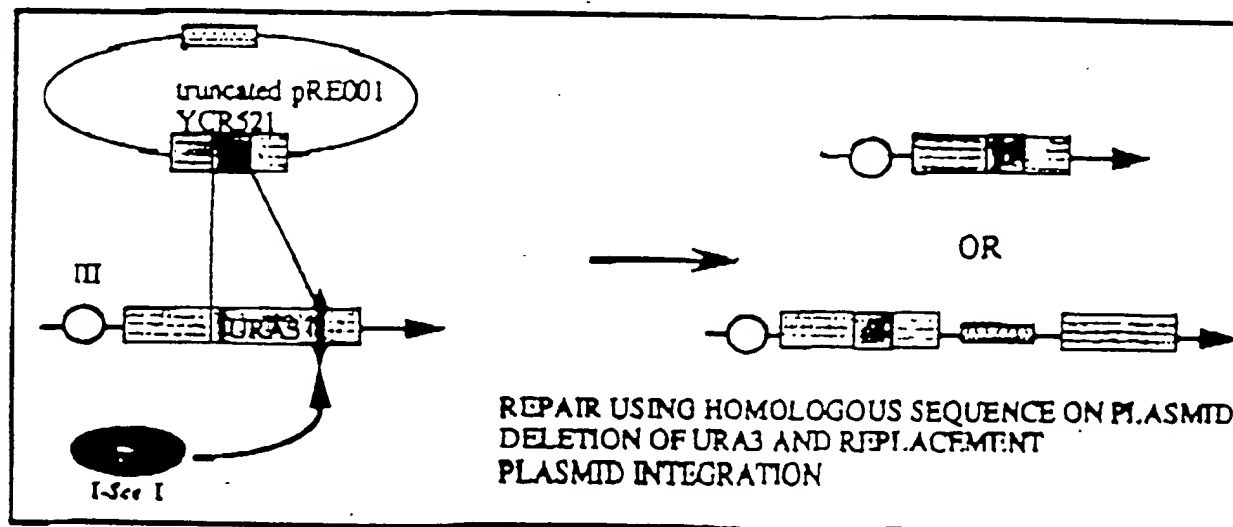 truncated pRE001
YCR521
III
URA3
I-Sce I
OR
REPAIR USING HOMOLOGOUS SEQUENCE ON PLASMID
DELETION OF URA3 AND REPLACEMENT
PLASMID INTEGRATION